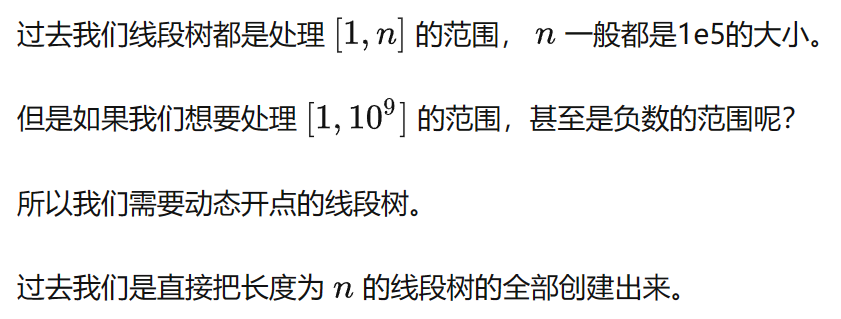 过去我们线段树都是处理 [1, n] 的范围， n 一般都是1e5的大小。
但是如果我们想要处理 [1, 10⁹] 的范围，甚至是负数的范围呢？
所以我们需要动态开点的线段树。
过去我们是直接把长度为 n 的线段树的全部创建出来。